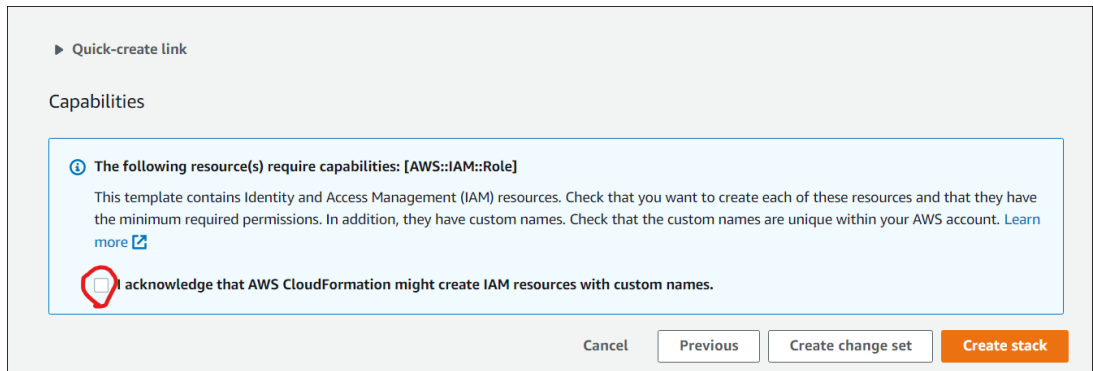 Quick-create link
Capabilities
The following resource(s) require capabilities: [AWS::IAM::Role]
This template contains Identity and Access Management (IAM) resources. Check that you want to create each of these resources and that they have
the minimum required permissions. In addition, they have custom names. Check that the custom names are unique within your AWS account. Learn
more
I acknowledge that AWS CloudFormation might create IAM resources with custom names.
Cancel Previous Create change set Create stack